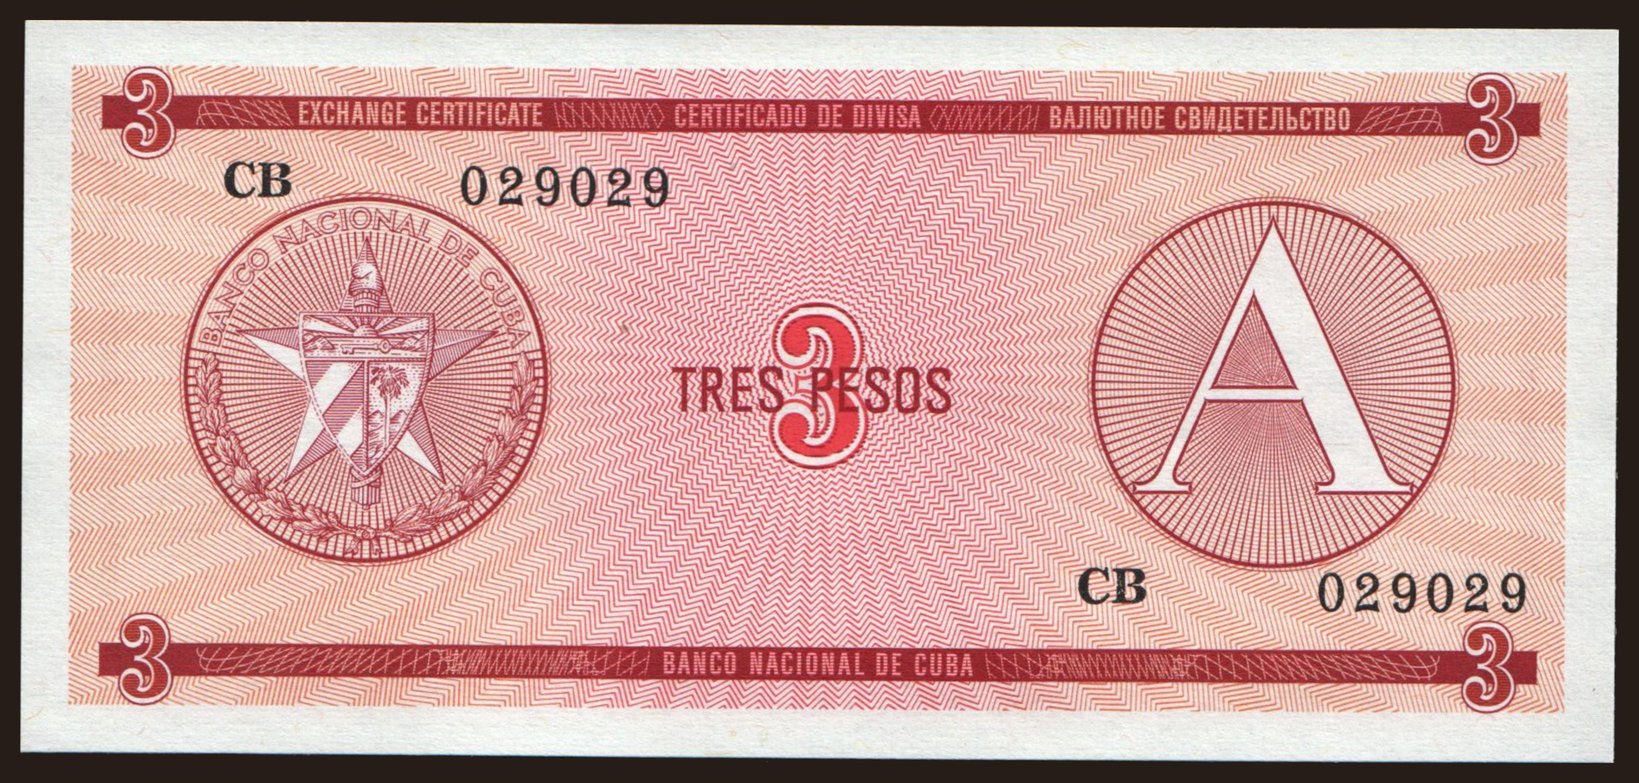 3 EXCHANGE CERTIFICATE CERTIFICADO DE DIVISA ВАЛЮТНОЕ СВИДЕТЕЛЬСТВО 3
CB 029029
BANCO NACIONAL DE CUBA
A
3
TRES PESOS
CB 029029
3 BANCO NACIONAL DE CUBA 3